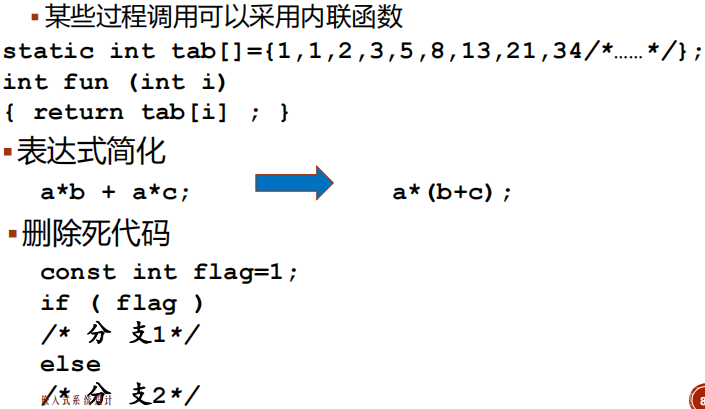 ▪某些过程调用可以采用内联函数
static int tab[]={1,1,2,3,5,8,13,21,34/*……*/};
int fun (int i)
{ return tab[i] ; }
▪表达式简化
a*b + a*c; a*(b+c);
▪删除死代码
const int flag=1;
if ( flag )
/* 分 支1*/
else
/* 分 支2*/
嵌入式系统设计
8